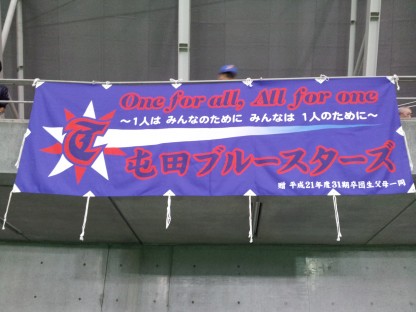 One for all, All for one
～1人は みんなのために みんなは 1人のために～
屯田ブルースターズ
贈 平成21年度31期卒団生父母一同